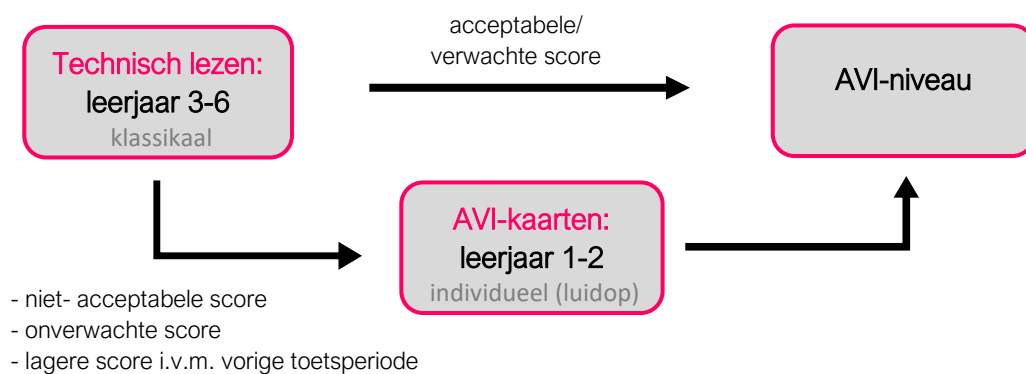 Technisch lezen:
leerjaar 3-6
klassikaal
acceptabele/
verwachte score
AVI-niveau
AVI-kaarten:
leerjaar 1-2
individueel (luidop)
- niet- acceptabele score
- onverwachte score
- lagere score i.v.m. vorige toetsperiode